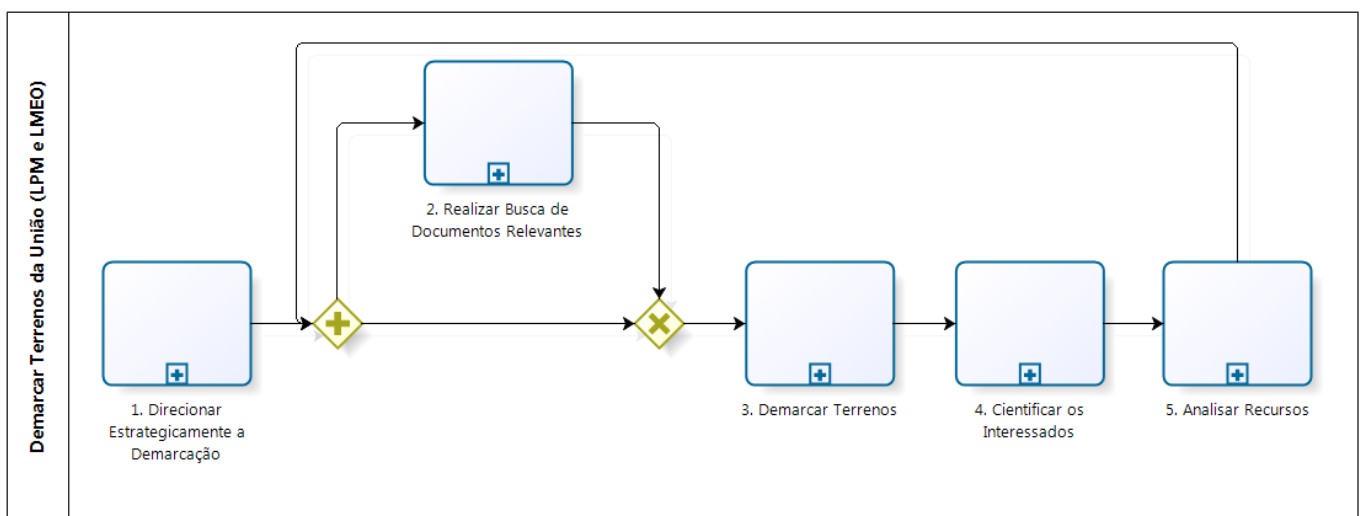 Demarcar Terrenos da União (LPM e LMEO)
2. Realizar Busca de
Documentos Relevantes
1. Direcionar
Estrategicamente a
Demarcação
3. Demarcar Terrenos
4. Cientificar os
Interessados
5. Analisar Recursos